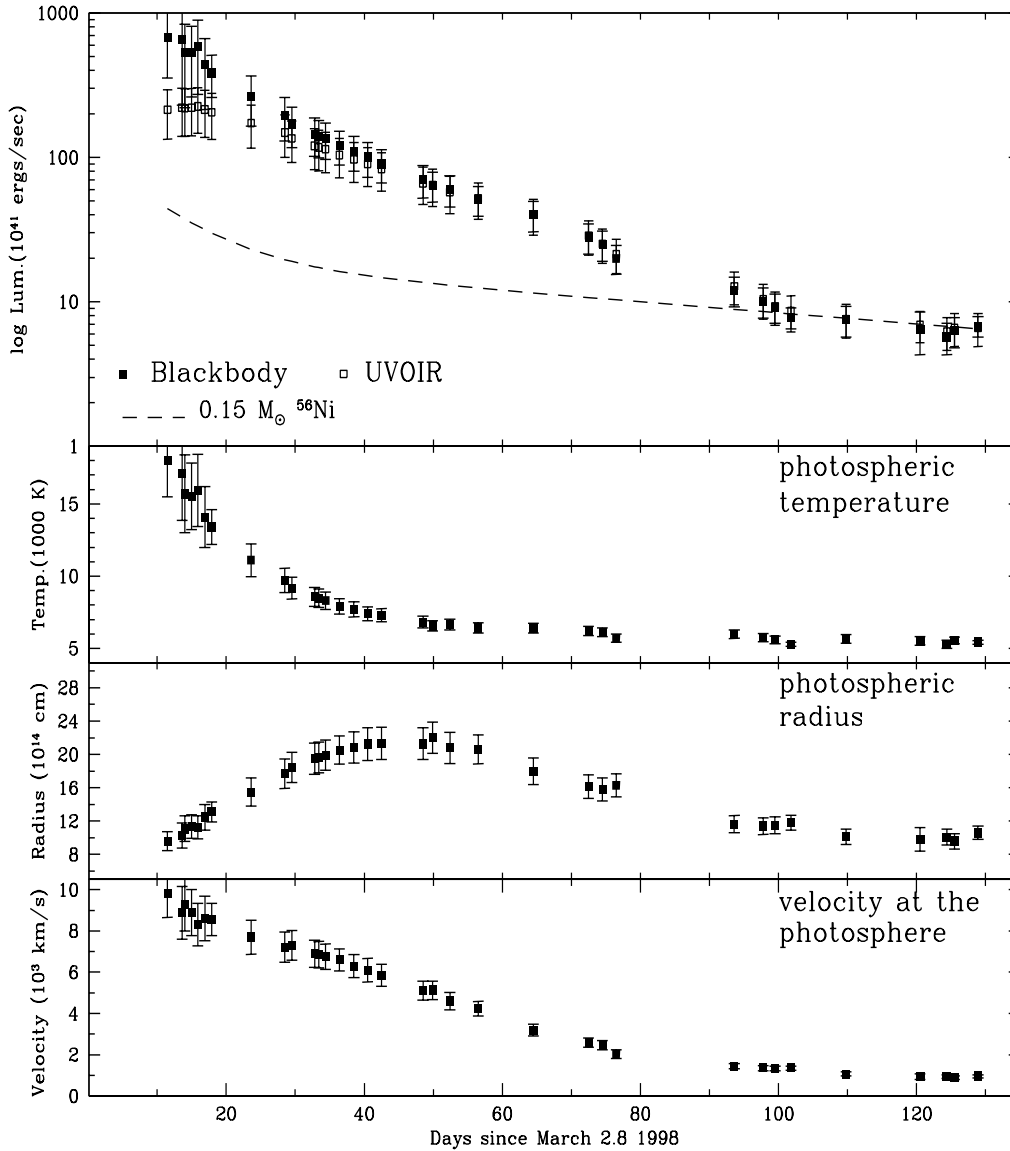 1000
100
10
1
log Lum.(10⁴¹ ergs/sec)
Blackbody
UVOIR
0.15 M⊙ ⁵⁶Ni
15
10
5
Temp.(1000 K)
photospheric
temperature
28
24
20
16
12
8
Radius (10¹⁴ cm)
photospheric
radius
10
8
6
4
2
0
Velocity (10³ km/s)
velocity at the
photosphere
20
40
60
80
100
120
Days since March 2.8 1998